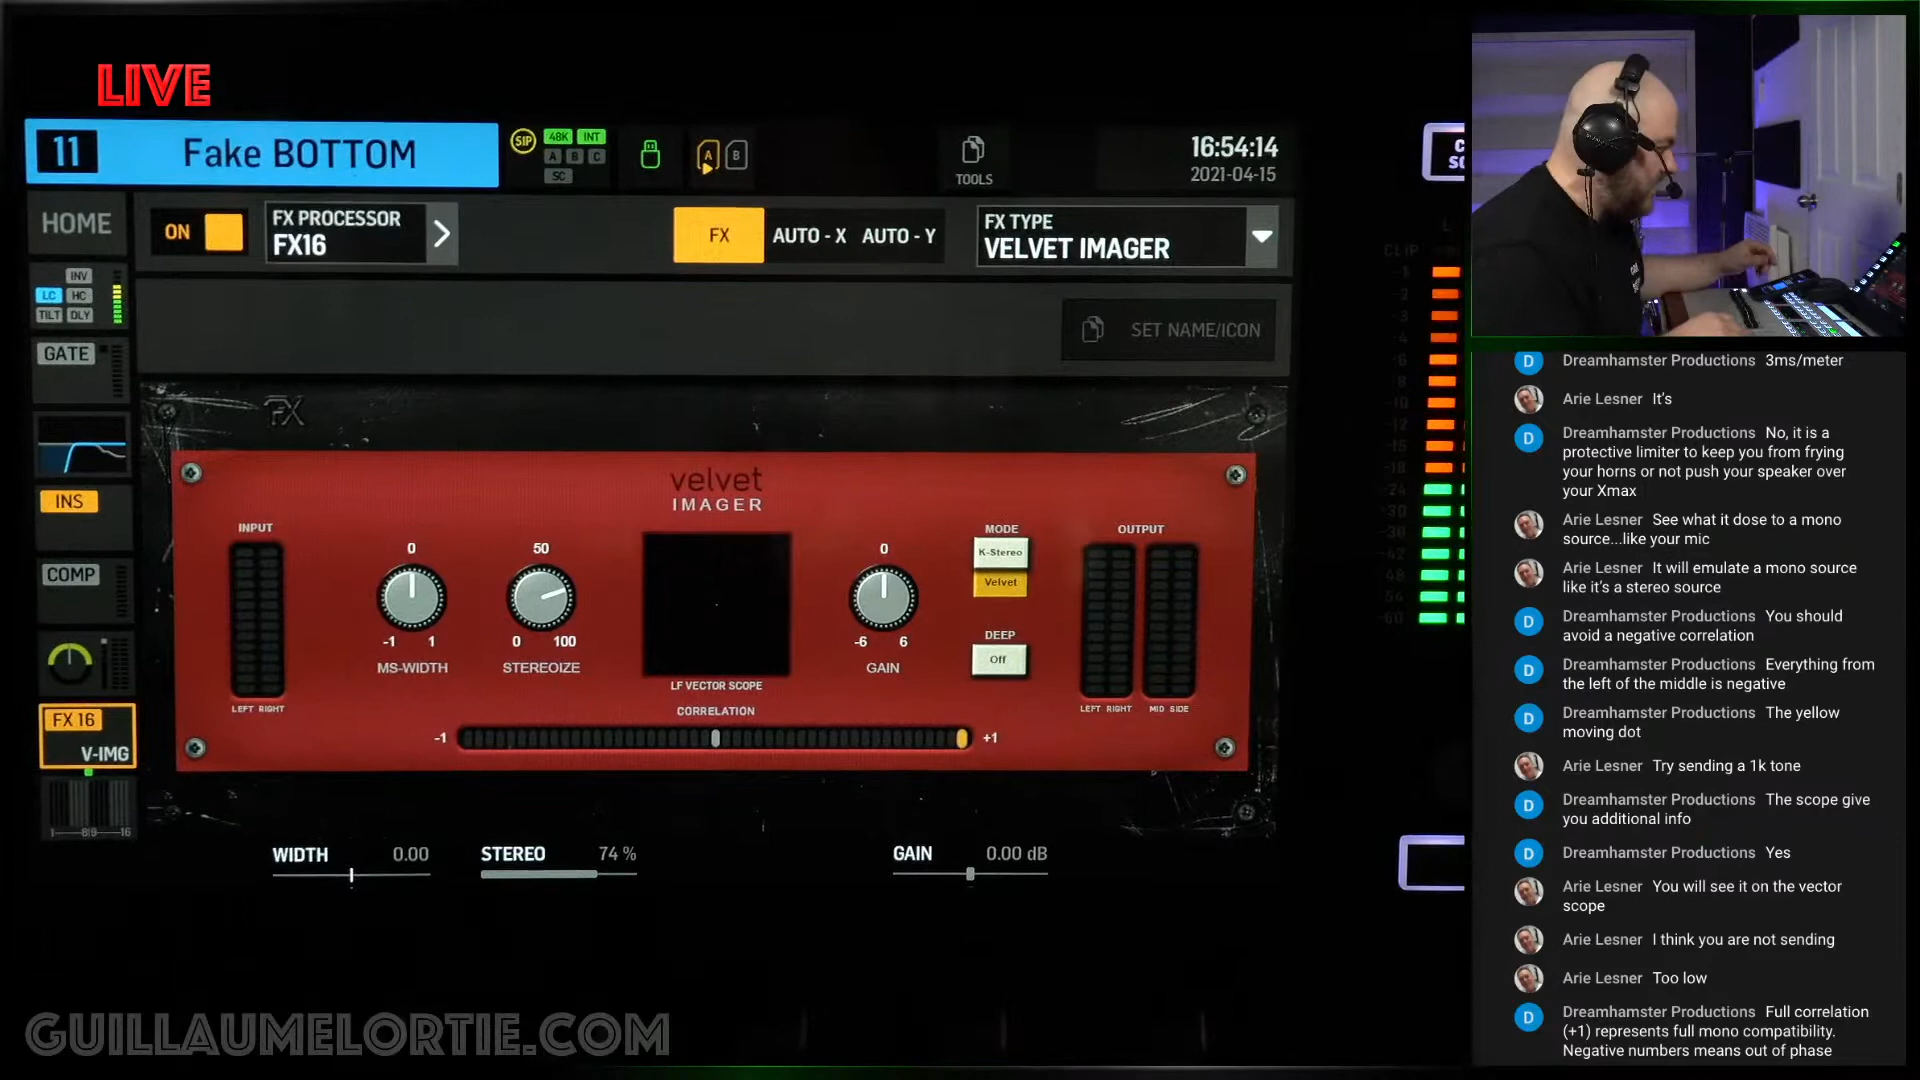 LIVE
11 Fake BOTTOM
SIP
48K INT
A B C
SC
A B
TOOLS
16:54:14
2021-04-15
HOME
ON
FX PROCESSOR
FX16
FX AUTO - X AUTO - Y
FX TYPE
VELVET IMAGER
INV
LC HC
TILT DLY
SET NAME/ICON
GATE
FX
INS
COMP
FX 16
V-IMG
velvet
IMAGER
INPUT
LEFT RIGHT
0
-1 1
MS-WIDTH
50
0 100
STEREOIZE
LF VECTOR SCOPE
CORRELATION
-1 +1
0
-6 6
GAIN
MODE
K-Stereo
Velvet
DEEP
Off
OUTPUT
LEFT RIGHT
MID SIDE
WIDTH 0.00
STEREO 74 %
GAIN 0.00 dB
CLIP
GUILLAUMELORTIE.COM
D Dreamhamster Productions 3ms/meter
Arie Lesner It's
D Dreamhamster Productions No, it is a
protective limiter to keep you from frying
your horns or not push your speaker over
your Xmax
Arie Lesner See what it dose to a mono
source...like your mic
Arie Lesner It will emulate a mono source
like it's a stereo source
D Dreamhamster Productions You should
avoid a negative correlation
D Dreamhamster Productions Everything from
the left of the middle is negative
D Dreamhamster Productions The yellow
moving dot
Arie Lesner Try sending a 1k tone
D Dreamhamster Productions The scope give
you additional info
D Dreamhamster Productions Yes
Arie Lesner You will see it on the vector
scope
Arie Lesner I think you are not sending
Arie Lesner Too low
D Dreamhamster Productions Full correlation
(+1) represents full mono compatibility.
Negative numbers means out of phase